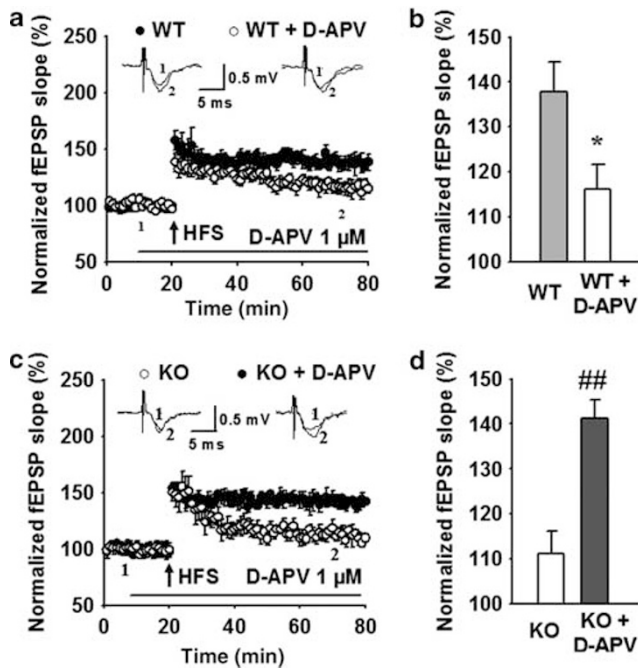 a
Normalized fEPSP slope (%)
250
200
150
100
50
● WT ○ WT + D-APV
1
2
0.5 mV
5 ms
1
2
1
2
HFS
D-APV 1 µM
0 20 40 60 80
Time (min)
b
Normalized fEPSP slope (%)
150
140
130
120
110
100
*
WT
WT +
D-APV
c
Normalized fEPSP slope (%)
250
200
150
100
50
○ KO ● KO + D-APV
1
2
0.5 mV
5 ms
1
2
1
2
HFS
D-APV 1 µM
0 20 40 60 80
Time (min)
d
Normalized fEPSP slope (%)
150
140
130
120
110
100
##
KO
KO +
D-APV